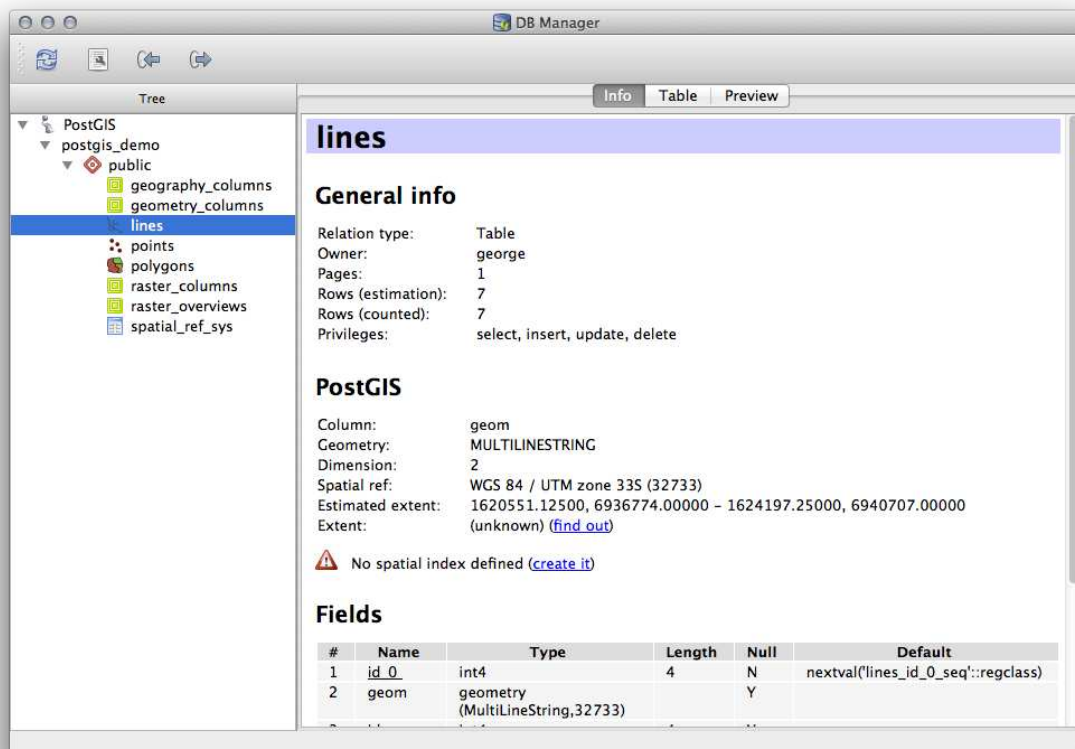 DB Manager
Tree
Info Table Preview
PostGIS
postgis_demo
public
geography_columns
geometry_columns
lines
points
polygons
raster_columns
raster_overviews
spatial_ref_sys
lines
General info
Relation type: Table
Owner: george
Pages: 1
Rows (estimation): 7
Rows (counted): 7
Privileges: select, insert, update, delete
PostGIS
Column: geom
Geometry: MULTILINESTRING
Dimension: 2
Spatial ref: WGS 84 / UTM zone 33S (32733)
Estimated extent: 1620551.12500, 6936774.00000 - 1624197.25000, 6940707.00000
Extent: (unknown) (find out)
No spatial index defined (create it)
Fields
# Name Type Length Null Default
1 id_0 int4 4 N nextval('lines_id_0_seq'::regclass)
2 geom geometry (MultiLineString,32733) Y